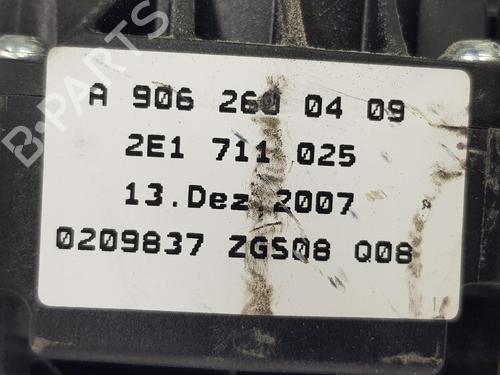 B-PARTS
A 906 260 04 09
2E1 711 025
13.Dez.2007
0209837 ZGS08 Q08